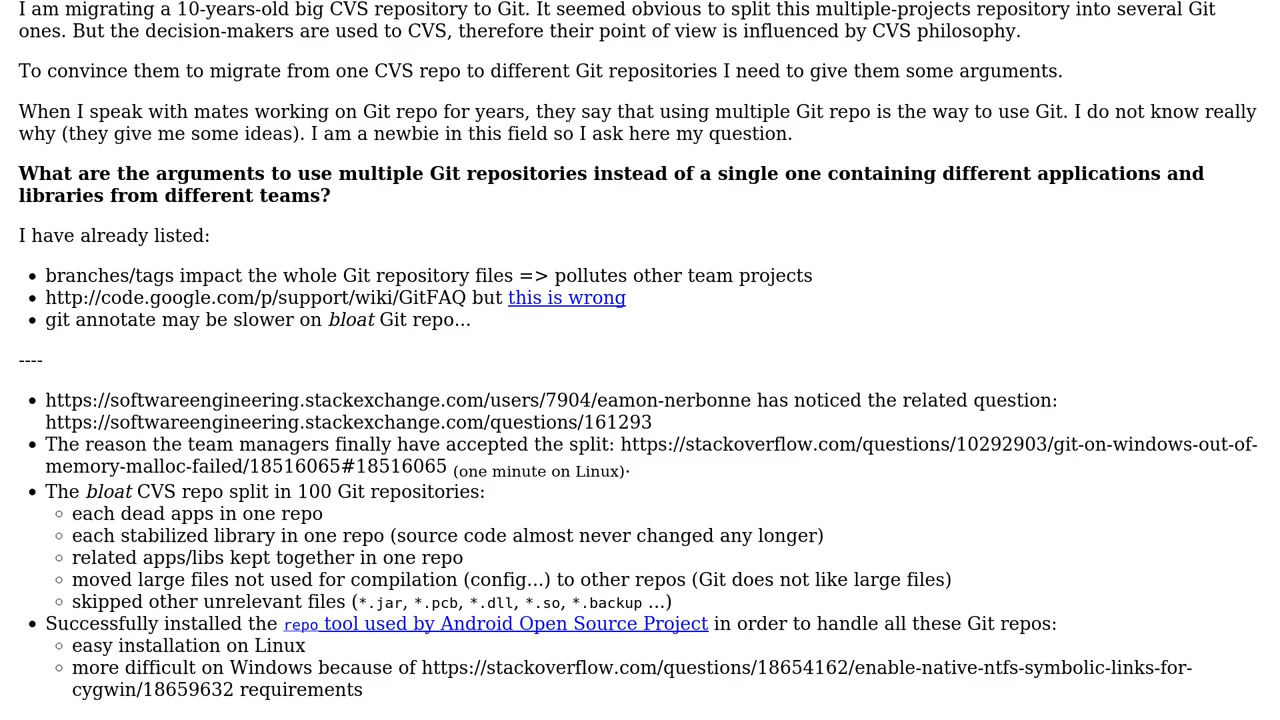 I am migrating a 10-years-old big CVS repository to Git. It seemed obvious to split this multiple-projects repository into several Git
ones. But the decision-makers are used to CVS, therefore their point of view is influenced by CVS philosophy.
To convince them to migrate from one CVS repo to different Git repositories I need to give them some arguments.
When I speak with mates working on Git repo for years, they say that using multiple Git repo is the way to use Git. I do not know really
why (they give me some ideas). I am a newbie in this field so I ask here my question.
What are the arguments to use multiple Git repositories instead of a single one containing different applications and
libraries from different teams?
I have already listed:
• branches/tags impact the whole Git repository files => pollutes other team projects
• http://code.google.com/p/support/wiki/GitFAQ but this is wrong
• git annotate may be slower on bloat Git repo...
----
• https://softwareengineering.stackexchange.com/users/7904/eamon-nerbonne has noticed the related question:
https://softwareengineering.stackexchange.com/questions/161293
• The reason the team managers finally have accepted the split: https://stackoverflow.com/questions/10292903/git-on-windows-out-of-
memory-malloc-failed/18516065#18516065 (one minute on Linux).
• The bloat CVS repo split in 100 Git repositories:
◦ each dead apps in one repo
◦ each stabilized library in one repo (source code almost never changed any longer)
◦ related apps/libs kept together in one repo
◦ moved large files not used for compilation (config...) to other repos (Git does not like large files)
◦ skipped other unrelevant files (*.jar, *.pcb, *.dll, *.so, *.backup ...)
• Successfully installed the repo tool used by Android Open Source Project in order to handle all these Git repos:
◦ easy installation on Linux
◦ more difficult on Windows because of https://stackoverflow.com/questions/18654162/enable-native-ntfs-symbolic-links-for-
cygwin/18659632 requirements